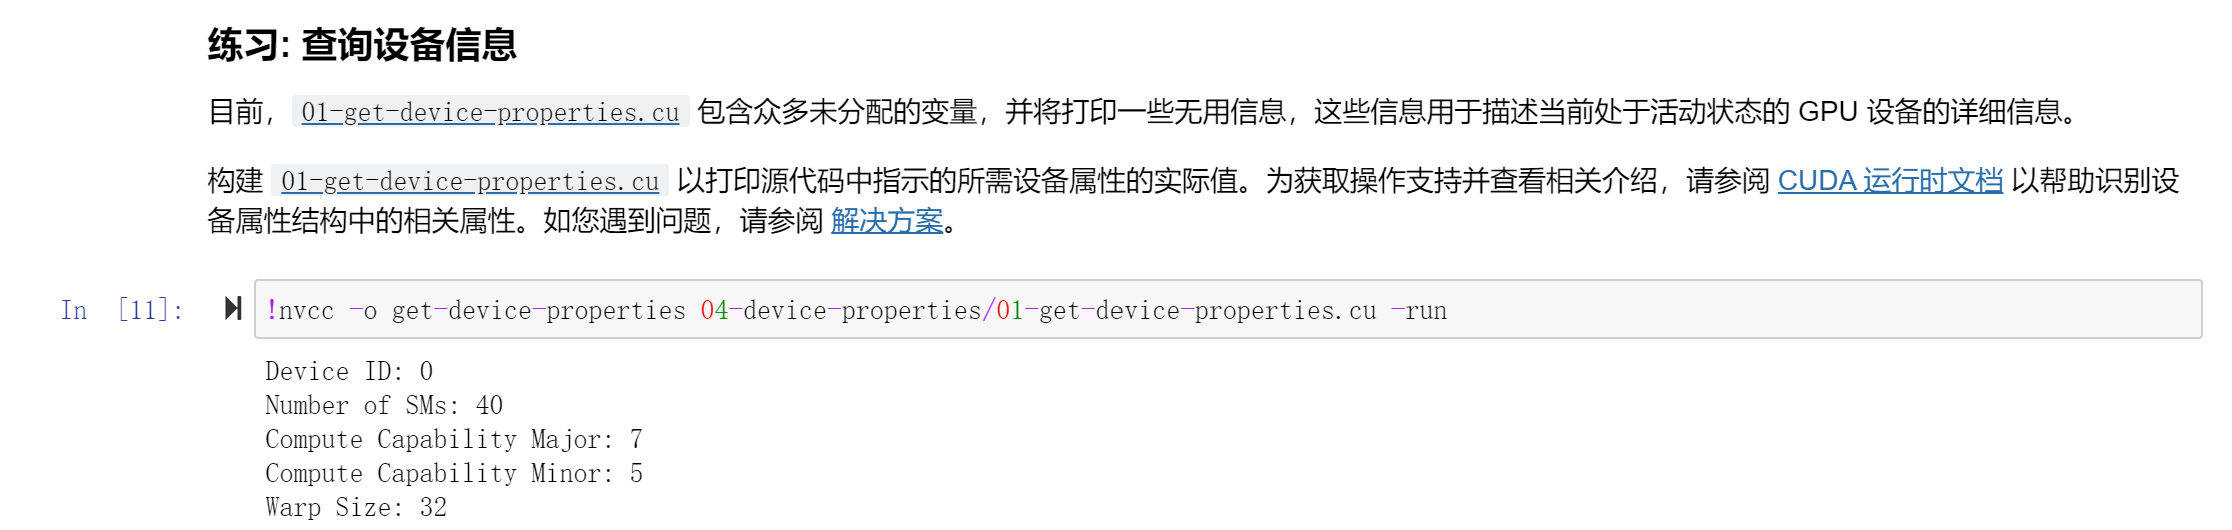 练习: 查询设备信息
目前， 01-get-device-properties.cu 包含众多未分配的变量，并将打印一些无用信息，这些信息用于描述当前处于活动状态的 GPU 设备的详细信息。
构建 01-get-device-properties.cu 以打印源代码中指示的所需设备属性的实际值。为获取操作支持并查看相关介绍，请参阅 CUDA 运行时文档 以帮助识别设
备属性结构中的相关属性。如您遇到问题，请参阅 解决方案。
In [11]: !nvcc -o get-device-properties 04-device-properties/01-get-device-properties.cu -run
Device ID: 0
Number of SMs: 40
Compute Capability Major: 7
Compute Capability Minor: 5
Warp Size: 32